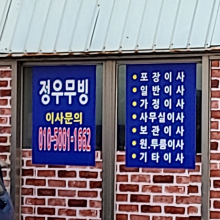 정우무빙
이사문의
010-5001-1662
• 포장이사
• 일반이사
• 가정이사
• 사무실이사
• 보관이사
• 원.투룸이사
• 기타이사